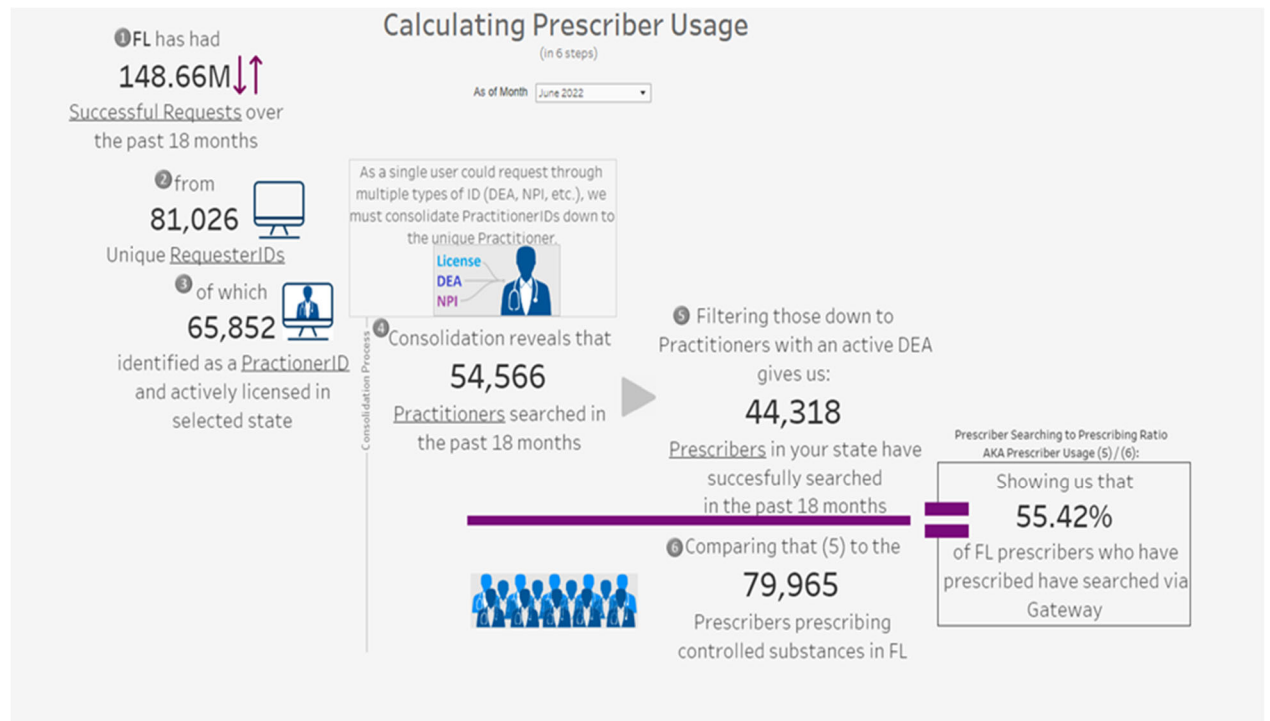 Calculating Prescriber Usage
(in 6 steps)
As of Month June 2022
1 FL has had
148.66M
Successful Requests over
the past 18 months
2 from
81,026
Unique RequesterIDs
3 of which
65,852
identified as a PractionerID
and actively licensed in
selected state
As a single user could request through
multiple types of ID (DEA, NPI, etc.), we
must consolidate PractitionerIDs down to
the unique Practitioner.
License
DEA
NPI
Consolidation Process
4 Consolidation reveals that
54,566
Practitioners searched in
the past 18 months
5 Filtering those down to
Practitioners with an active DEA
gives us:
44,318
Prescribers in your state have
succesfully searched
in the past 18 months
6 Comparing that (5) to the
79,965
Prescribers prescribing
controlled substances in FL
Prescriber Searching to Prescribing Ratio
AKA Prescriber Usage (5) / (6):
Showing us that
55.42%
of FL prescribers who have
prescribed have searched via
Gateway